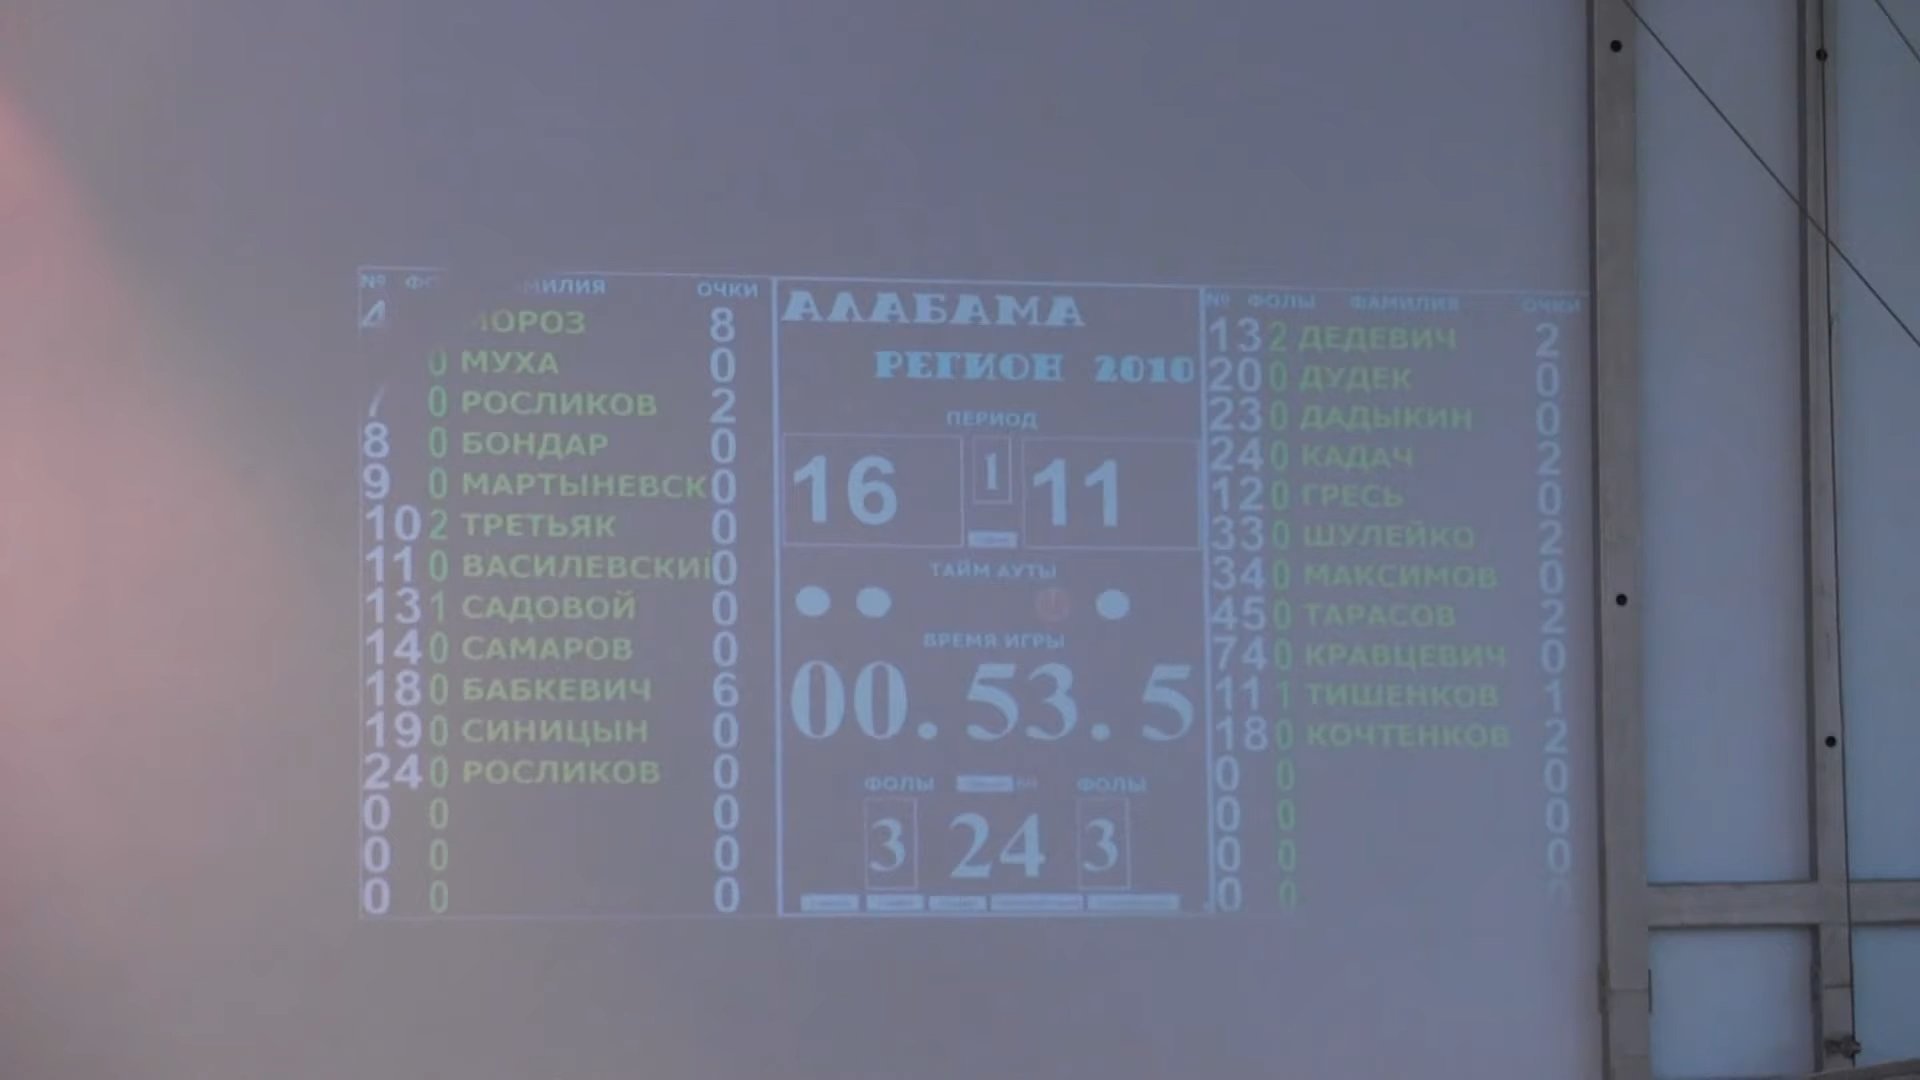 № ОЧКИ
4 8
0 МУХА 0
7 0 РОСЛИКОВ 2
8 0 БОНДАР 0
9 0 МАРТЫНЕВСК 0
10 2 ТРЕТЬЯК 0
11 0 ВАСИЛЕВСКИ 0
13 1 САДОВОЙ 0
14 0 САМАРОВ 0
18 0 БАБКЕВИЧ 6
19 0 СИНИЦЫН 0
24 0 РОСЛИКОВ 0
0 0 0
0 0 0
0 0 0
АЛАБАМА
РЕГИОН 2010
ПЕРИОД
16 1 11
ТАЙМ АУТЫ
ВРЕМЯ ИГРЫ
00.53.5
ФОЛЫ ФОЛЫ
3 24 3
№ ФОЛЫ ФАМИЛИЯ ОЧКИ
13 2 ДЕДЕВИЧ 2
20 0 ДУДЕК 0
23 0 ДАДЫКИН 0
24 0 КАДАЧ 2
12 0 ГРЕСЬ 0
33 0 ШУЛЕЙКО 2
34 0 МАКСИМОВ 0
45 0 ТАРАСОВ 2
74 0 КРАВЦЕВИЧ 0
11 1 ТИШЕНКОВ 1
18 0 КОЧТЕНКОВ 2
0 0 0
0 0 0
0 0 0
0 0